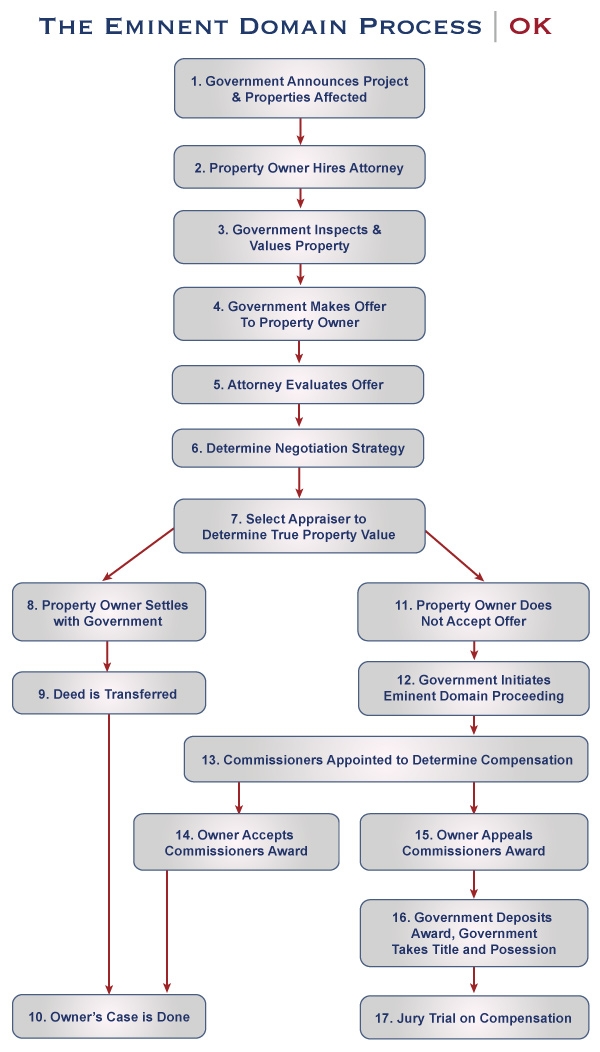 THE EMINENT DOMAIN PROCESS | OK
1. Government Announces Project
& Properties Affected
2. Property Owner Hires Attorney
3. Government Inspects &
Values Property
4. Government Makes Offer
To Property Owner
5. Attorney Evaluates Offer
6. Determine Negotiation Strategy
7. Select Appraiser to
Determine True Property Value
8. Property Owner Settles
with Government
9. Deed is Transferred
11. Property Owner Does
Not Accept Offer
12. Government Initiates
Eminent Domain Proceeding
13. Commissioners Appointed to Determine Compensation
14. Owner Accepts
Commissioners Award
15. Owner Appeals
Commissioners Award
16. Government Deposits
Award, Government
Takes Title and Posession
10. Owner's Case is Done
17. Jury Trial on Compensation